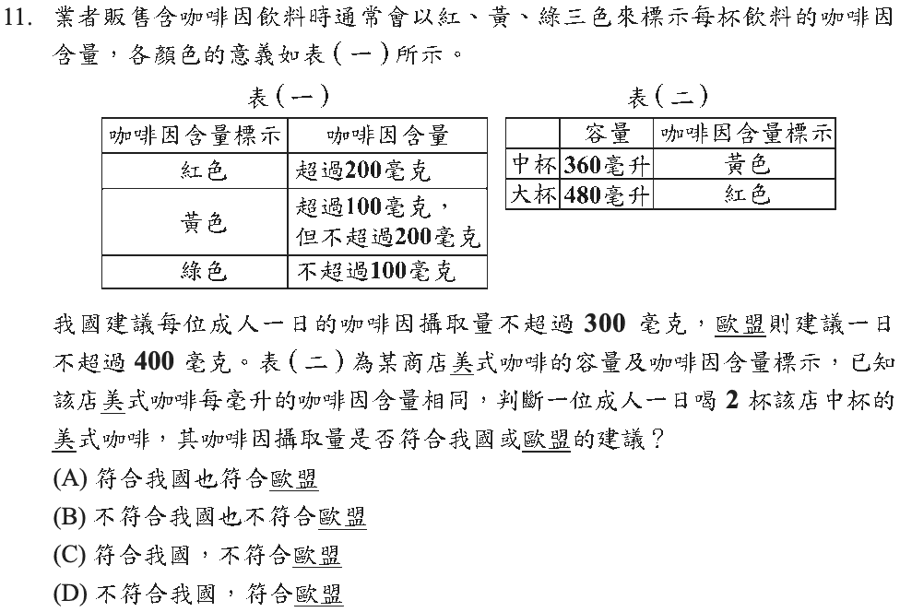 11. 業者販售含咖啡因飲料時通常會以紅、黃、綠三色來標示每杯飲料的咖啡因
含量，各顏色的意義如表(一)所示。
表(一)
咖啡因含量標示 咖啡因含量
紅色 超過200毫克
黃色 超過100毫克，
但不超過200毫克
綠色 不超過100毫克
表(二)
容量 咖啡因含量標示
中杯 360毫升 黃色
大杯 480毫升 紅色
我國建議每位成人一日的咖啡因攝取量不超過 300 毫克，歐盟則建議一日
不超過 400 毫克。表(二)為某商店美式咖啡的容量及咖啡因含量標示，已知
該店美式咖啡每毫升的咖啡因含量相同，判斷一位成人一日喝 2 杯該店中杯的
美式咖啡，其咖啡因攝取量是否符合我國或歐盟的建議？
(A) 符合我國也符合歐盟
(B) 不符合我國也不符合歐盟
(C) 符合我國，不符合歐盟
(D) 不符合我國，符合歐盟